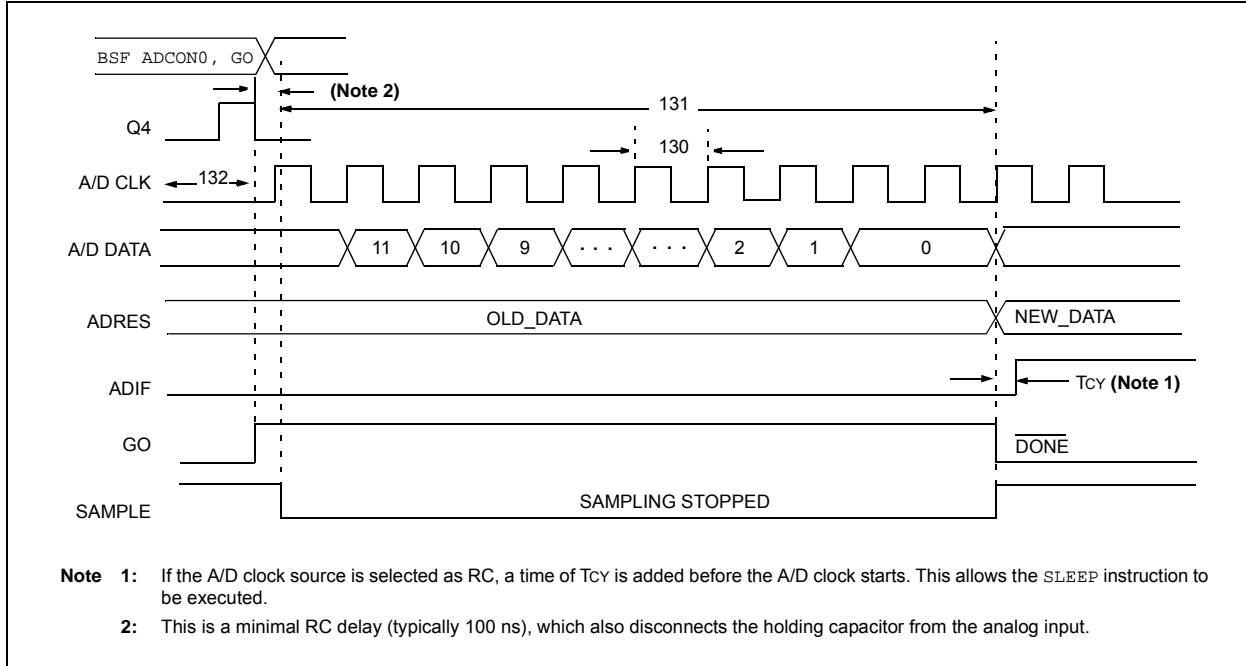 BSF ADCON0, GO
(Note 2)
131
Q4
130
A/D CLK
132
A/D DATA
11 10 9 . . . . . . 2 1 0
ADRES
OLD_DATA
NEW_DATA
ADIF
TCY (Note 1)
GO
DONE
SAMPLE
SAMPLING STOPPED
Note 1: If the A/D clock source is selected as RC, a time of TCY is added before the A/D clock starts. This allows the SLEEP instruction to
be executed.
2: This is a minimal RC delay (typically 100 ns), which also disconnects the holding capacitor from the analog input.